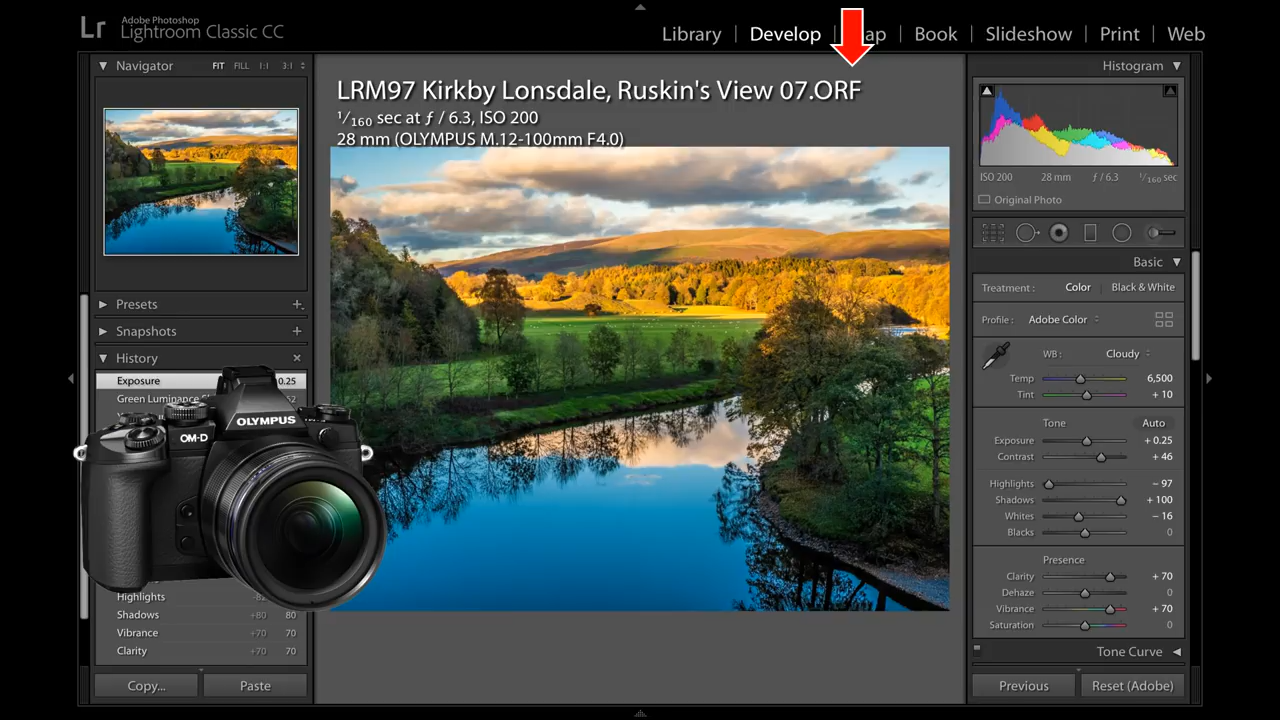 Lr Adobe Photoshop
Lightroom Classic CC
Library | Develop | ap | Book | Slideshow | Print | Web
Navigator FIT FILL 1:1 3:1
LRM97 Kirkby Lonsdale, Ruskin's View 07.ORF
1/160 sec at ƒ / 6.3, ISO 200
28 mm (OLYMPUS M.12-100mm F4.0)
Presets
Snapshots
History
Exposure 0.25
Green Luminance
OLYMPUS
OM-D
Highlights
Shadows +80 80
Vibrance +70 70
Clarity +70 70
Copy... Paste
Histogram
ISO 200 28 mm ƒ / 6.3 1/160 sec
Original Photo
Basic
Treatment : Color Black & White
Profile : Adobe Color
WB : Cloudy
Temp 6,500
Tint + 10
Tone Auto
Exposure + 0.25
Contrast + 46
Highlights − 97
Shadows + 100
Whites − 16
Blacks 0
Presence
Clarity + 70
Dehaze 0
Vibrance + 70
Saturation 0
Tone Curve
Previous Reset (Adobe)